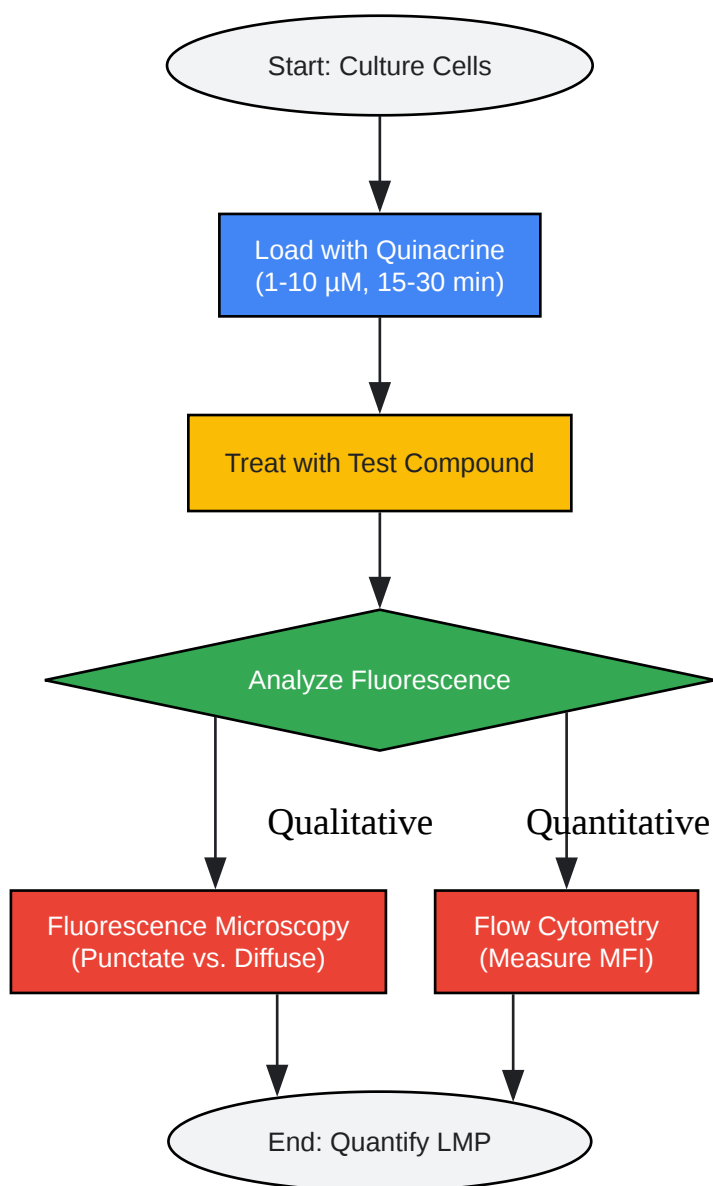 Start: Culture Cells
Load with Quinacrine
(1-10 µM, 15-30 min)
Treat with Test Compound
Analyze Fluorescence
Qualitative
Quantitative
Fluorescence Microscopy
(Punctate vs. Diffuse)
Flow Cytometry
(Measure MFI)
End: Quantify LMP